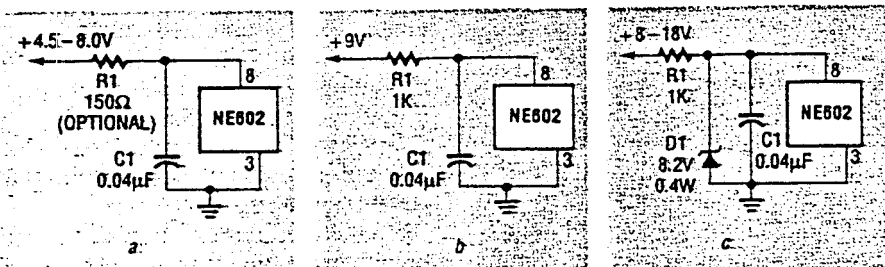 +4.5-8.0V
R1
150Ω
(OPTIONAL)
8
NE602
C1
0.04µF
3
a
+9V
R1
1K
8
NE602
C1
0.04µF
3
b
+8-18V
R1
1K
8
NE602
D1
8.2V
0.4W
C1
0.04µF
3
c